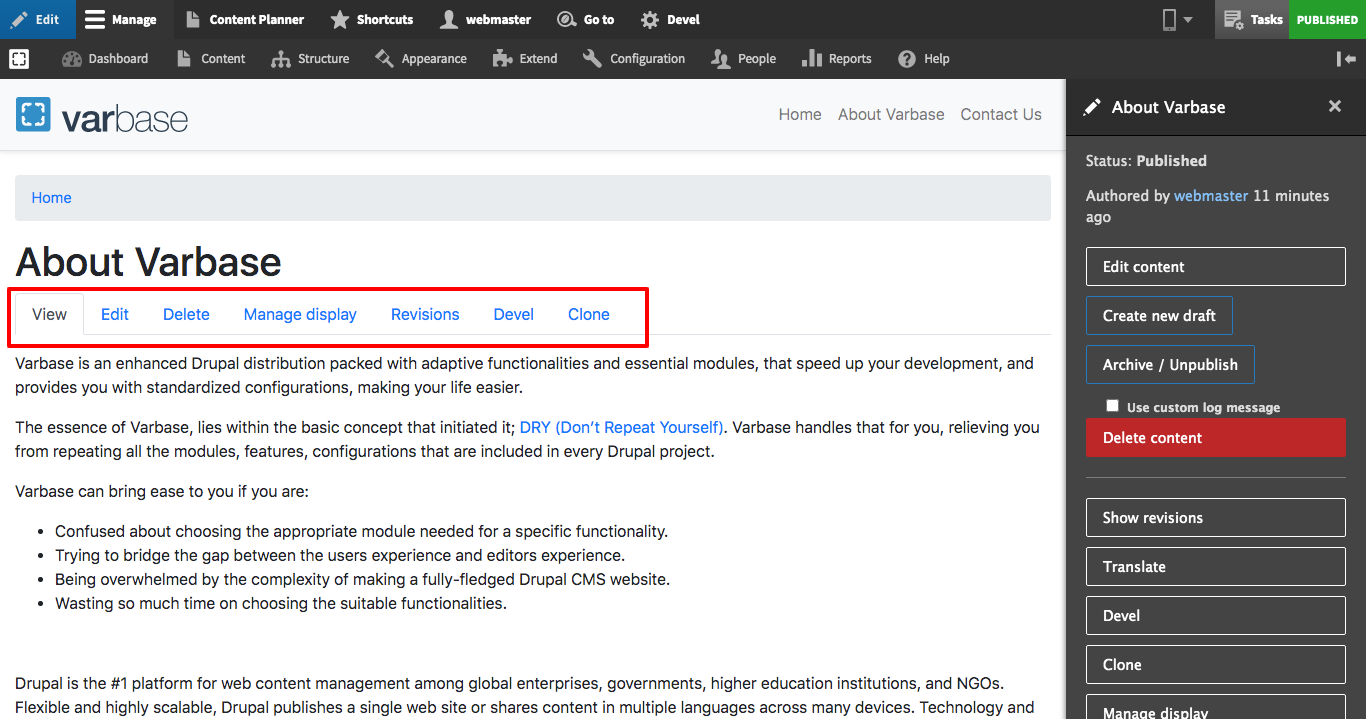 Edit Manage Content Planner Shortcuts webmaster Go to Devel Tasks PUBLISHED
Dashboard Content Structure Appearance Extend Configuration People Reports Help
varbase
Home About Varbase Contact Us
Home
About Varbase
View Edit Delete Manage display Revisions Devel Clone
Varbase is an enhanced Drupal distribution packed with adaptive functionalities and essential modules, that speed up your development, and
provides you with standardized configurations, making your life easier.
The essence of Varbase, lies within the basic concept that initiated it; DRY (Don’t Repeat Yourself). Varbase handles that for you, relieving you
from repeating all the modules, features, configurations that are included in every Drupal project.
Varbase can bring ease to you if you are:
• Confused about choosing the appropriate module needed for a specific functionality.
• Trying to bridge the gap between the users experience and editors experience.
• Being overwhelmed by the complexity of making a fully-fledged Drupal CMS website.
• Wasting so much time on choosing the suitable functionalities.
Drupal is the #1 platform for web content management among global enterprises, governments, higher education institutions, and NGOs.
Flexible and highly scalable, Drupal publishes a single web site or shares content in multiple languages across many devices. Technology and
About Varbase
Status: Published
Authored by webmaster 11 minutes
ago
Edit content
Create new draft
Archive / Unpublish
Use custom log message
Delete content
Show revisions
Translate
Devel
Clone
Manage display